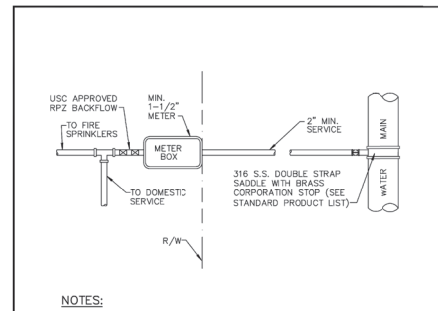 USC APPROVED
RPZ BACKFLOW
MIN.
1-1/2"
METER
TO FIRE
SPRINKLERS
METER
BOX
2" MIN.
SERVICE
WATER MAIN
316 S.S. DOUBLE STRAP
SADDLE WITH BRASS
CORPORATION STOP (SEE
STANDARD PRODUCT LIST)
TO DOMESTIC
SERVICE
R/W
NOTES: